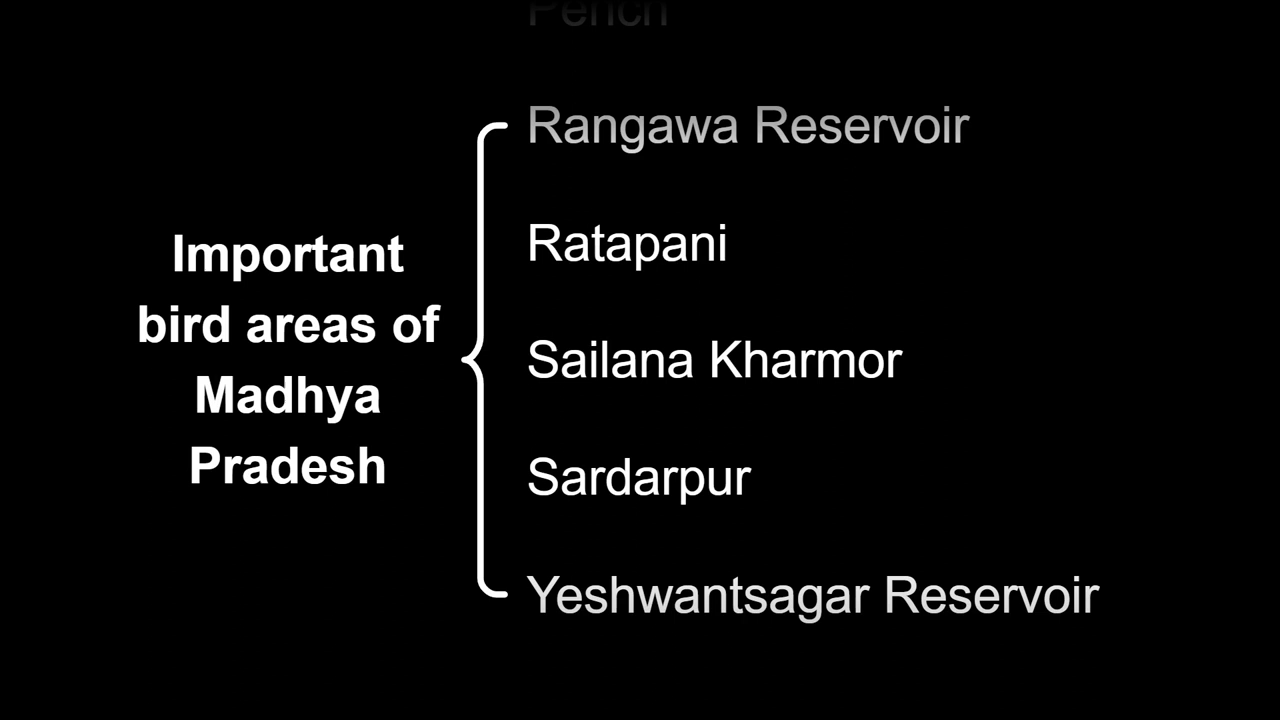 Pench
Important
bird areas of
Madhya
Pradesh
Rangawa Reservoir
Ratapani
Sailana Kharmor
Sardarpur
Yeshwantsagar Reservoir